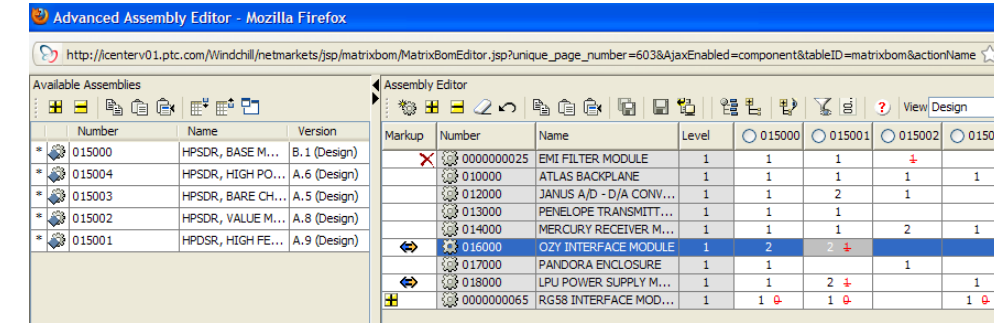 Advanced Assembly Editor - Mozilla Firefox
http://icenterv01.ptc.com/Windchill/netmarkets/jsp/matrixbom/MatrixBomEditor.jsp?unique_page_number=603&AjaxEnabled=component&tableID=matrixbom&actionName
Available Assemblies
Number Name Version
* 015000 HPSDR, BASE M... B.1 (Design)
* 015004 HPSDR, HIGH PO... A.6 (Design)
* 015003 HPSDR, BARE CH... A.5 (Design)
* 015002 HPSDR, VALUE M... A.8 (Design)
* 015001 HPDSR, HIGH FE... A.9 (Design)
Assembly Editor
View Design
Markup Number Name Level 015000 015001 015002 0150
0000000025 EMI FILTER MODULE 1 1 1 1
010000 ATLAS BACKPLANE 1 1 1 1 1
012000 JANUS A/D - D/A CONV... 1 1 2 1
013000 PENELOPE TRANSMITT... 1 1 1
014000 MERCURY RECEIVER M... 1 1 1 2 1
016000 OZY INTERFACE MODULE 1 2 2 1
017000 PANDORA ENCLOSURE 1 1 1
018000 LPU POWER SUPPLY M... 1 1 2 1 1
0000000065 RG58 INTERFACE MOD... 1 1 0 1 0 1 0